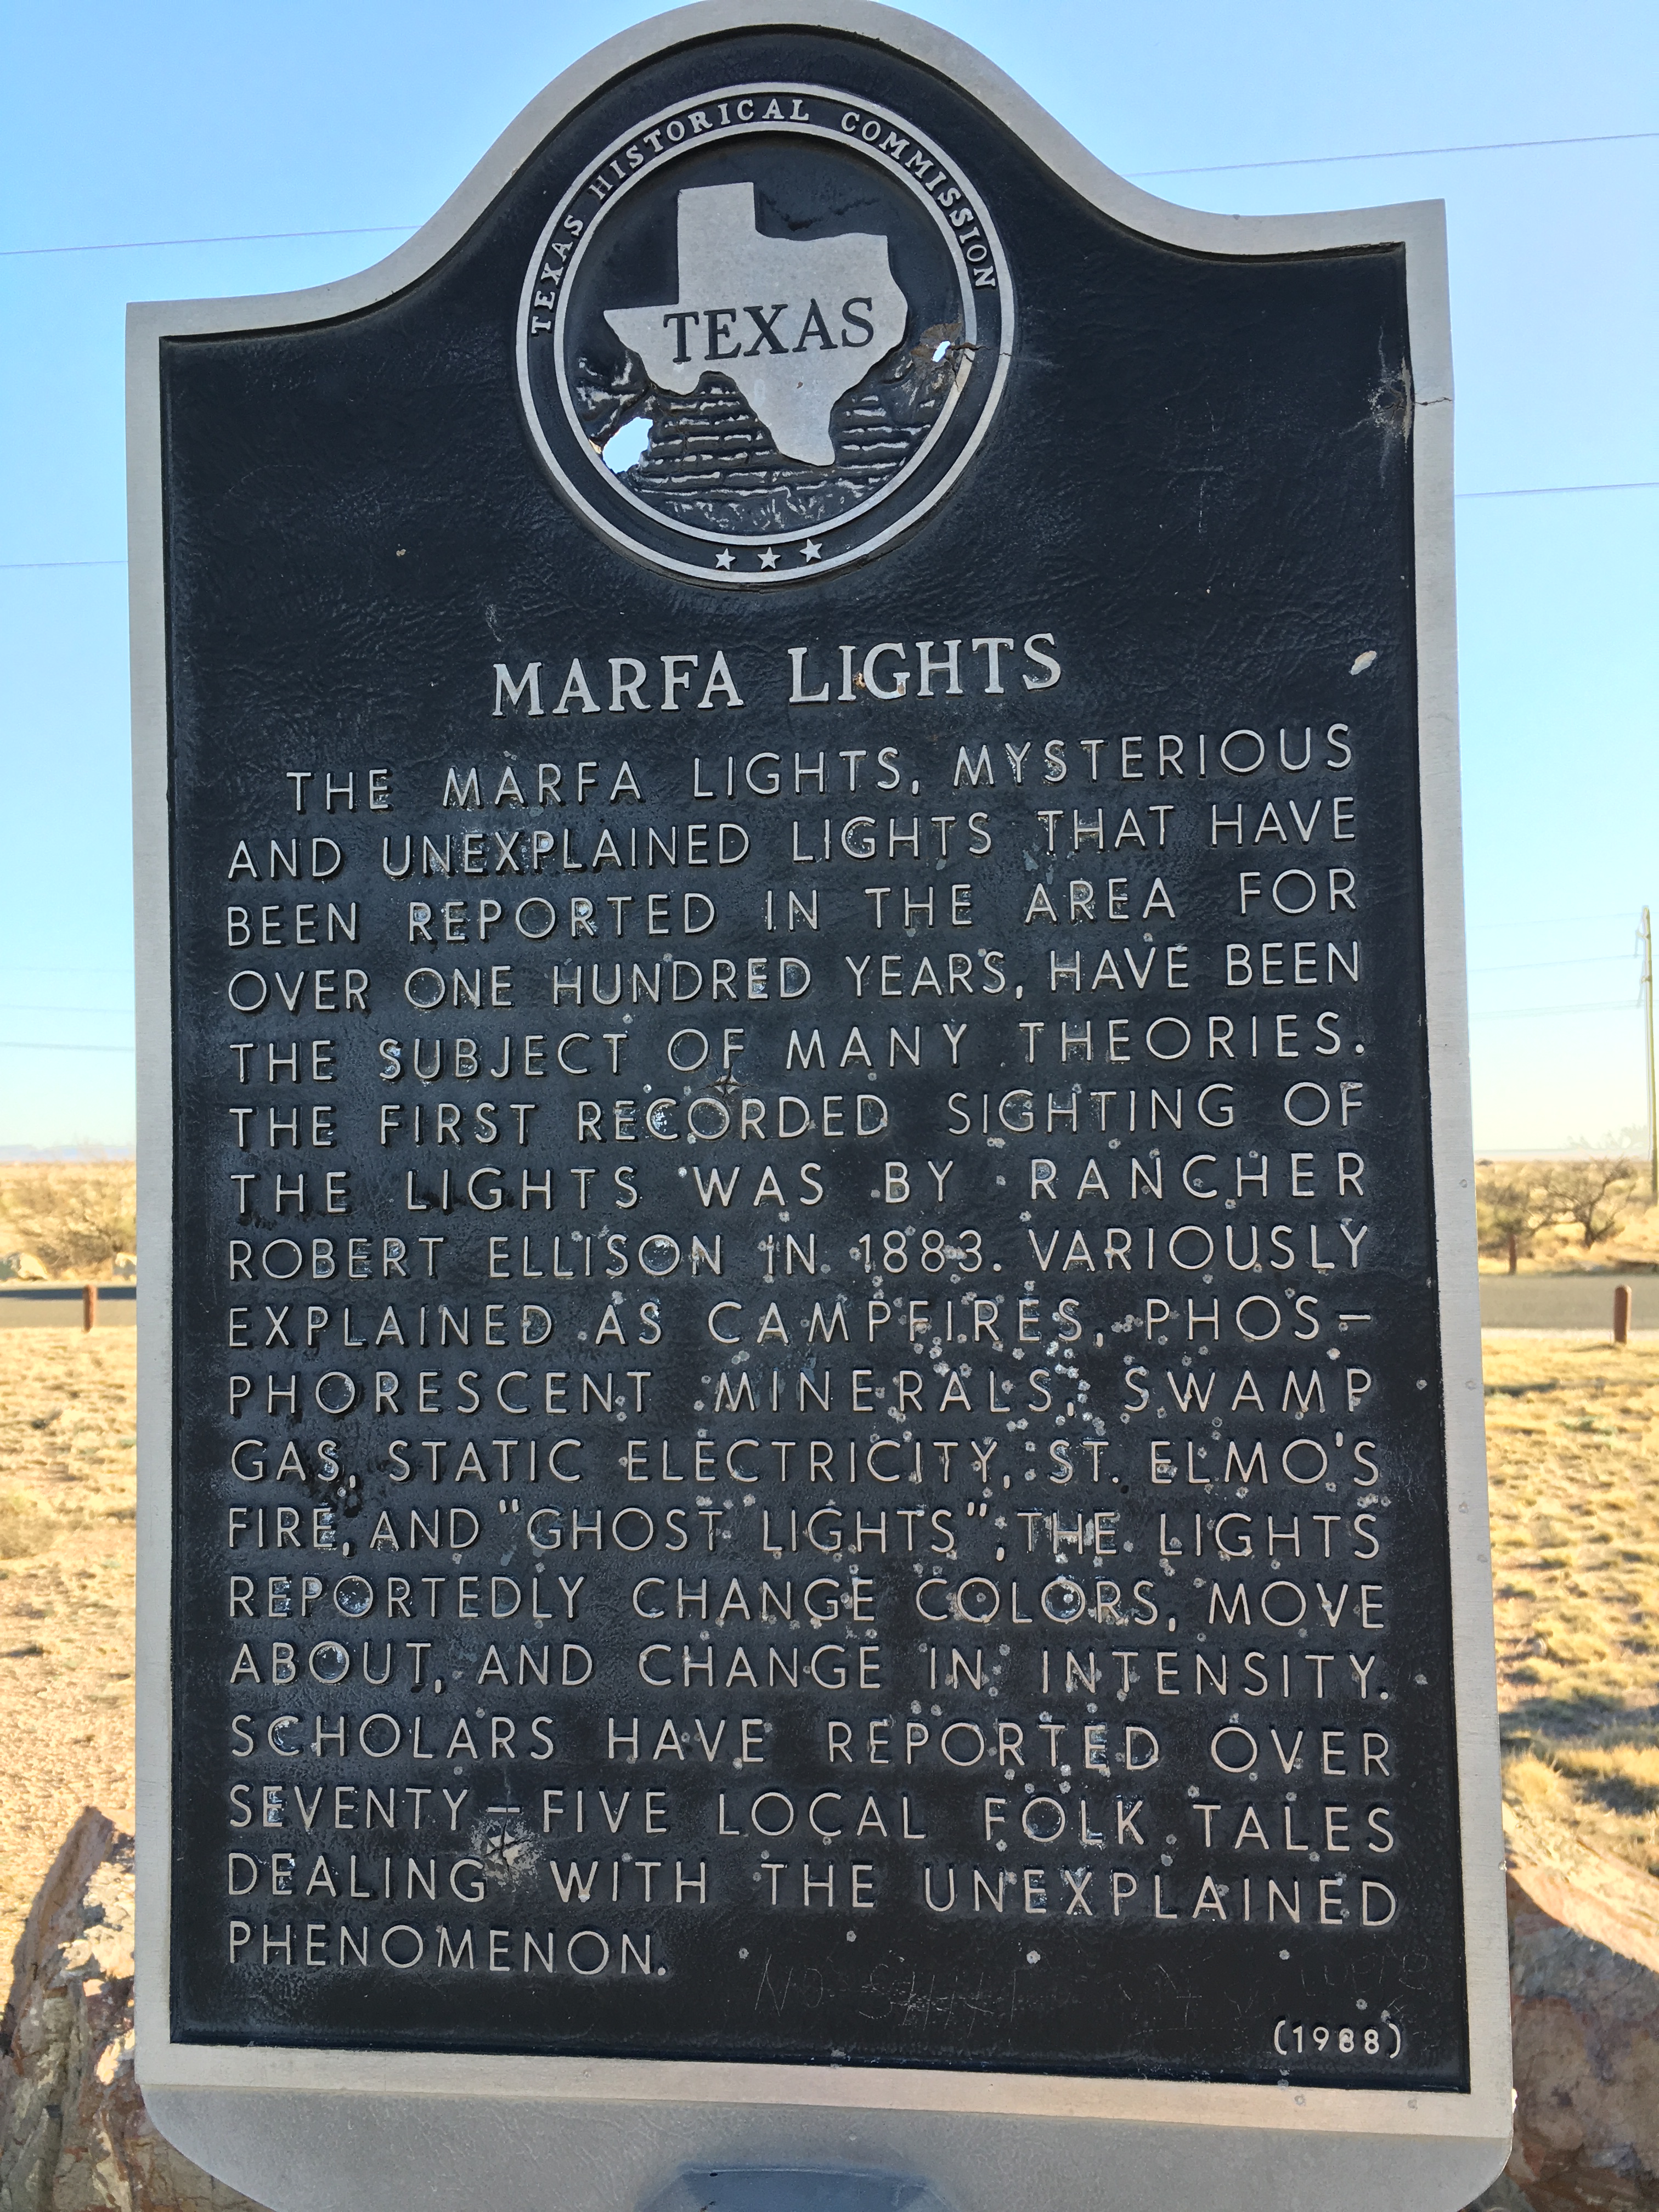 TEXAS HISTORICAL COMMISSION
TEXAS
MARFA LIGHTS
THE MARFA LIGHTS, MYSTERIOUS
AND UNEXPLAINED LIGHTS THAT HAVE
BEEN REPORTED IN THE AREA FOR
OVER ONE HUNDRED YEARS, HAVE BEEN
THE SUBJECT OF MANY THEORIES.
THE FIRST RECORDED SIGHTING OF
THE LIGHTS WAS BY RANCHER
ROBERT ELLISON IN 1883. VARIOUSLY
EXPLAINED AS CAMPFIRES, PHOS-
PHORESCENT MINERALS, SWAMP
GAS, STATIC ELECTRICITY, ST. ELMO'S
FIRE, AND "GHOST LIGHTS", THE LIGHTS
REPORTEDLY CHANGE COLORS, MOVE
ABOUT, AND CHANGE IN INTENSITY.
SCHOLARS HAVE REPORTED OVER
SEVENTY-FIVE LOCAL FOLK TALES
DEALING WITH THE UNEXPLAINED
PHENOMENON.
NO
(1988)